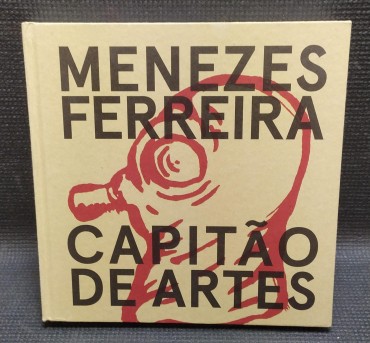 MENEZES
FERREIRA
CAPITÃO
DE ARTES